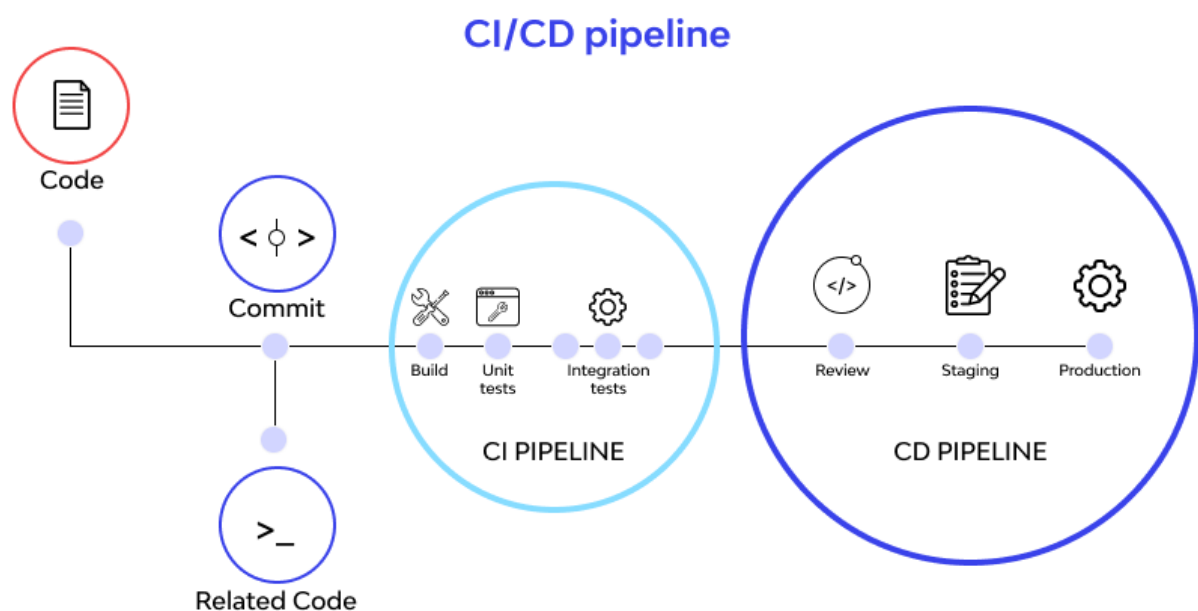 CI/CD pipeline
Code
< >
Commit
Build
Unit
tests
Integration
tests
CI PIPELINE
</>
Review
Staging
Production
CD PIPELINE
>_
Related Code